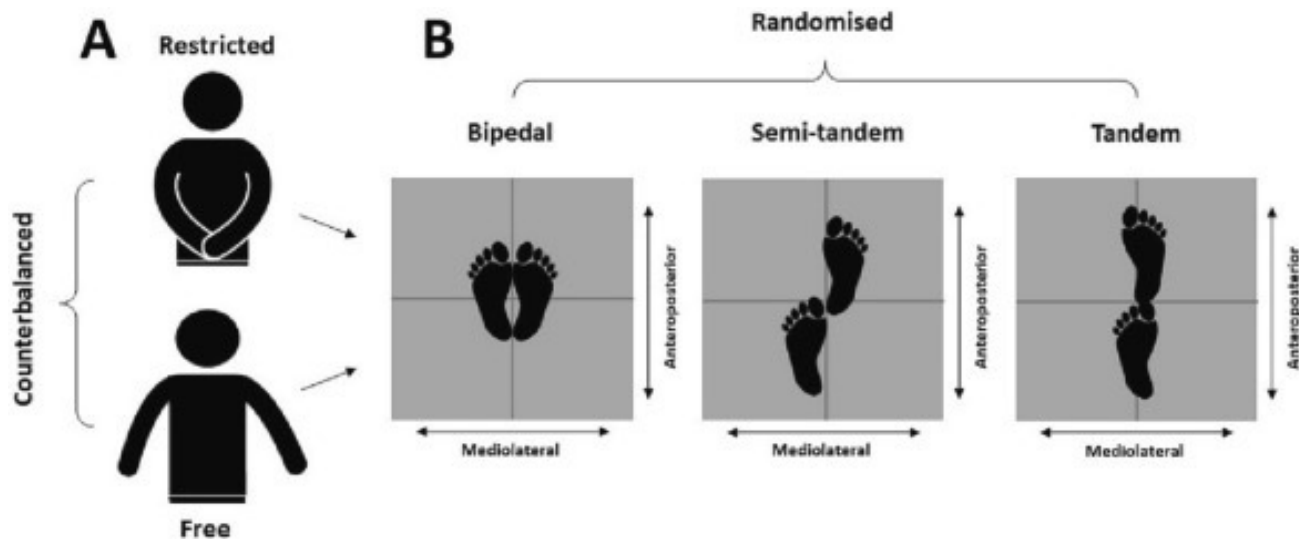 A
Restricted
Counterbalanced
Free
B
Randomised
Bipedal
Semi-tandem
Tandem
Anteroposterior
Anteroposterior
Anteroposterior
Mediolateral
Mediolateral
Mediolateral